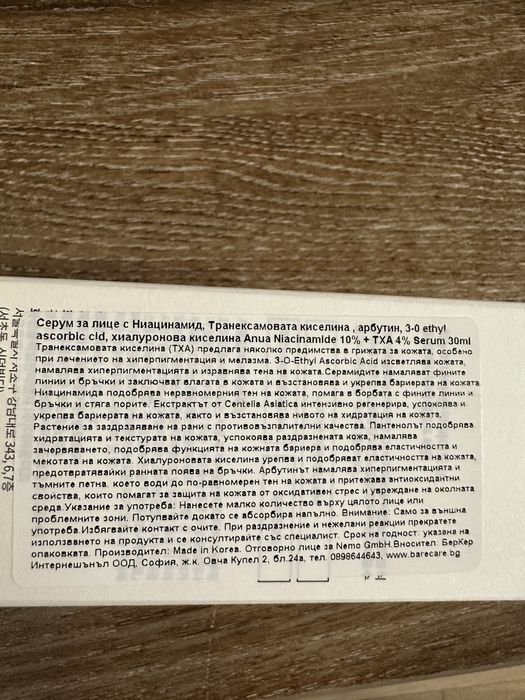 Серум за лице с Ниацинамид, Транексамовата киселина , арбутин, 3-0 ethyl
ascorbic cid, хиалуронова киселина Anua Niacinamide 10% + TXA 4% Serum 30ml
Транексамовата киселина (TXA) предлага няколко предимства в грижата за кожата, особено
при лечението на хиперпигментация и мелазма. 3-O-Ethyl Ascorbic Acid изсветлява кожата,
намалява хиперпигментацията и изравнява тена на кожата.Серамидите намаляват фините
линии и бръчки и заключват влагата в кожата и възстановява и укрепва бариерата на кожата
Ниацинамида подобрява неравномерния тен на кожата, помага в борбата с фините линии и
бръчки и стяга порите. Екстрактът от Centella Asiatica интензивно регенерира, успокоява и
укрепва бариерата на кожата, както и възстановява нивото на хидратация на кожата.
Растение за заздравяване на рани с противовъзпалителни качества. Пантенолът подобрява
хидратацията и текстурата на кожата, успокоява раздразнената кожа, намалява
зачервяването, подобрява функцията на кожната бариера и подобрява еластичността и
мекотата на кожата. Хиалуроновата киселина урепва и подобряват еластичността на кожата,
предотвратявайки ранната поява на бръчки. Арбутинът намалява хиперпигментацията и
тъмните петна, което води до по-равномерен тен на кожата и притежава антиоксидантни
свойства, които помагат за защита на кожата от оксидативен стрес и увреждане на околната
среда.Указание за употреба: Нанесете малко количество върху цялото лице или
проблемните зони. Потупвайте докато се абсорбира напълно. Внимание: Само за външна
употреба.Избягвайте контакт с очите. При раздразнение и нежелани реакции прекратете
използването на продукта и се консултирайте със специалист. Срок на годност: указана на
опаковката. Производител: Made in Korea. Отговорно лице за Nemo GmbH.Вносител. БерКер
Интернешънъл ООД, София, ж.к. Овча Купел 2, бл.24а, тел. 0898644643, www.barecare.bg